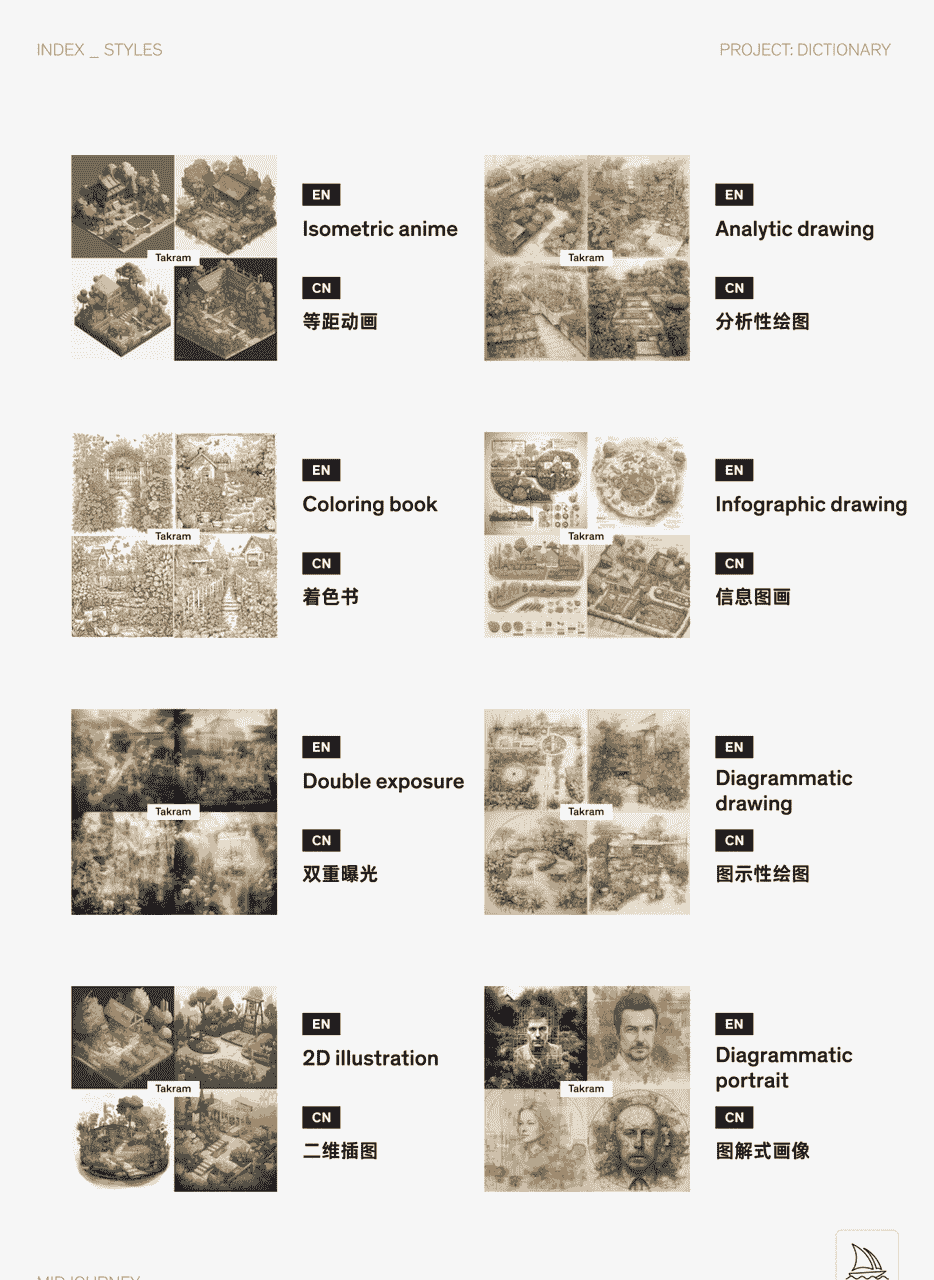 INDEX _ STYLES
PROJECT: DICTIONARY
EN
Isometric anime
Takram
CN
等距动画
EN
Analytic drawing
Takram
CN
分析性绘图
EN
Coloring book
Takram
CN
着色书
EN
Infographic drawing
Takram
CN
信息图画
EN
Double exposure
Takram
CN
双重曝光
EN
Diagrammatic
drawing
Takram
CN
图示性绘图
EN
2D illustration
Takram
CN
二维插图
EN
Diagrammatic
portrait
Takram
CN
图解式画像
MIDJOURNEY